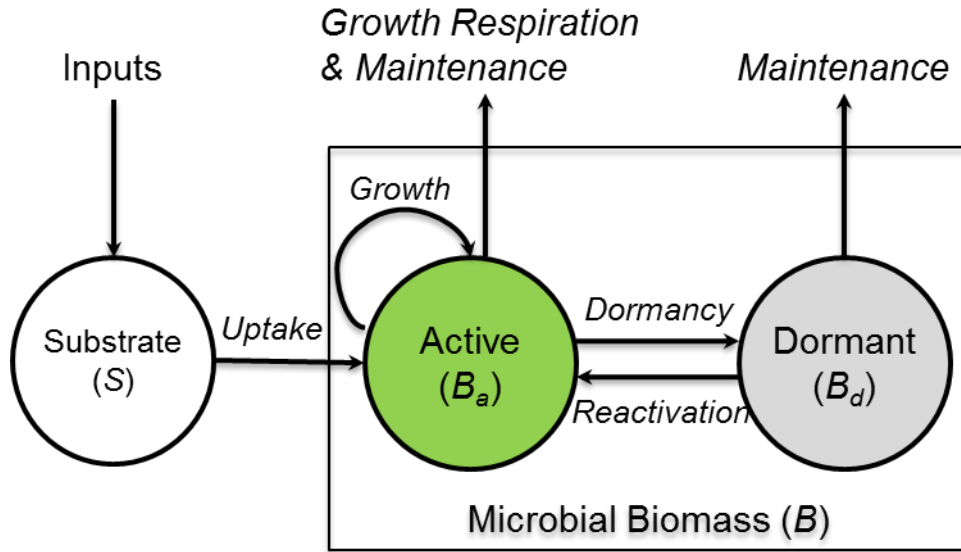 Growth Respiration
& Maintenance
Inputs
Maintenance
Growth
Substrate
(S)
Uptake
Active
(Ba)
Dormancy
Reactivation
Dormant
(Bd)
Microbial Biomass (B)